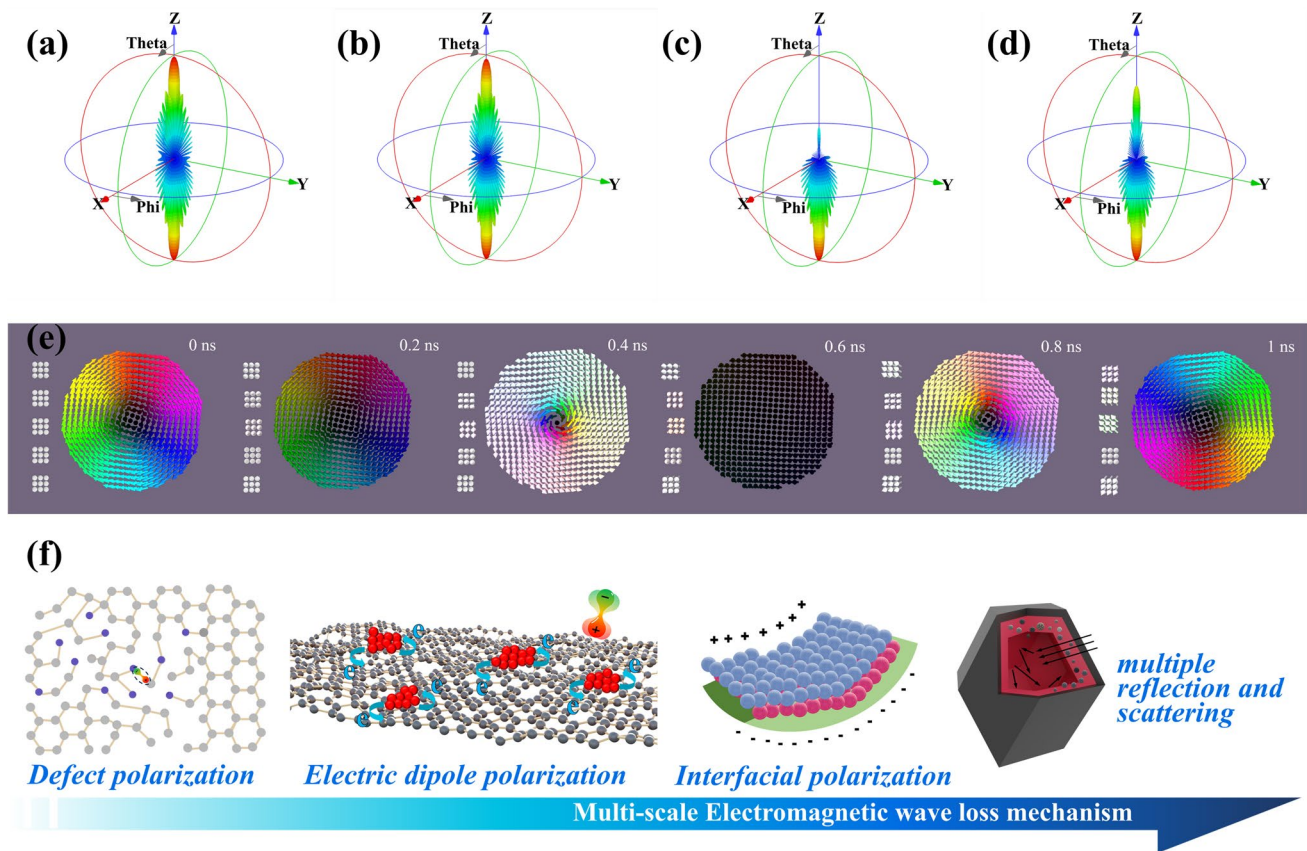 (a)
Z
Theta
Y
X
Phi
(b)
Z
Theta
Y
X
Phi
(c)
Z
Theta
Y
X
Phi
(d)
Z
Theta
Y
X
Phi
(e)
0 ns
0.2 ns
0.4 ns
0.6 ns
0.8 ns
1 ns
(f)
Defect polarization
e
e
e
e
e
e
e
e
-
+
Electric dipole polarization
+ + + + + + +
- - - - - - - - - -
Interfacial polarization
multiple
reflection and
scattering
Multi-scale Electromagnetic wave loss mechanism